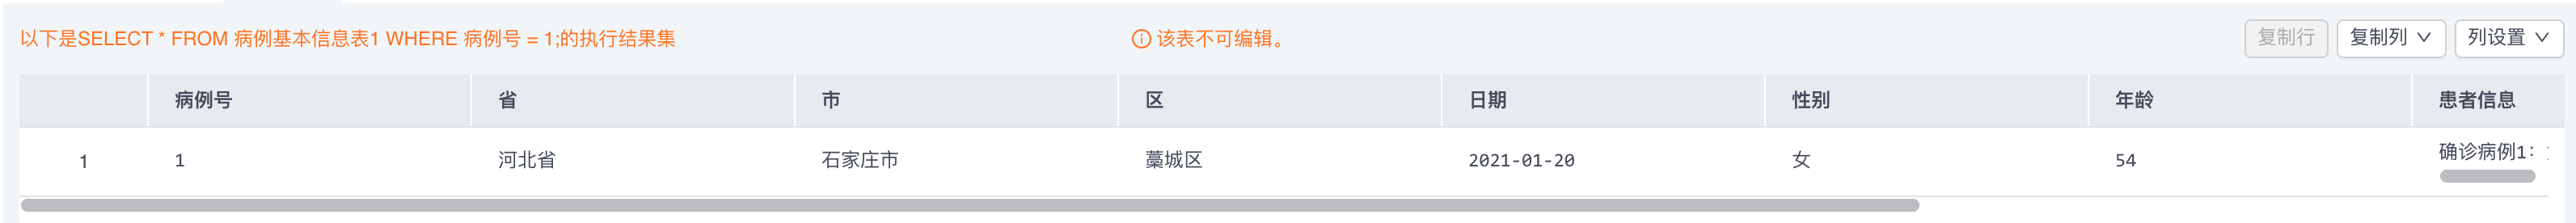 以下是SELECT * FROM 病例基本信息表1 WHERE 病例号 = 1;的执行结果集 该表不可编辑。 复制行 复制列 列设置
病例号 省 市 区 日期 性别 年龄 患者信息
1 1 河北省 石家庄市 藁城区 2021-01-20 女 54 确诊病例1: